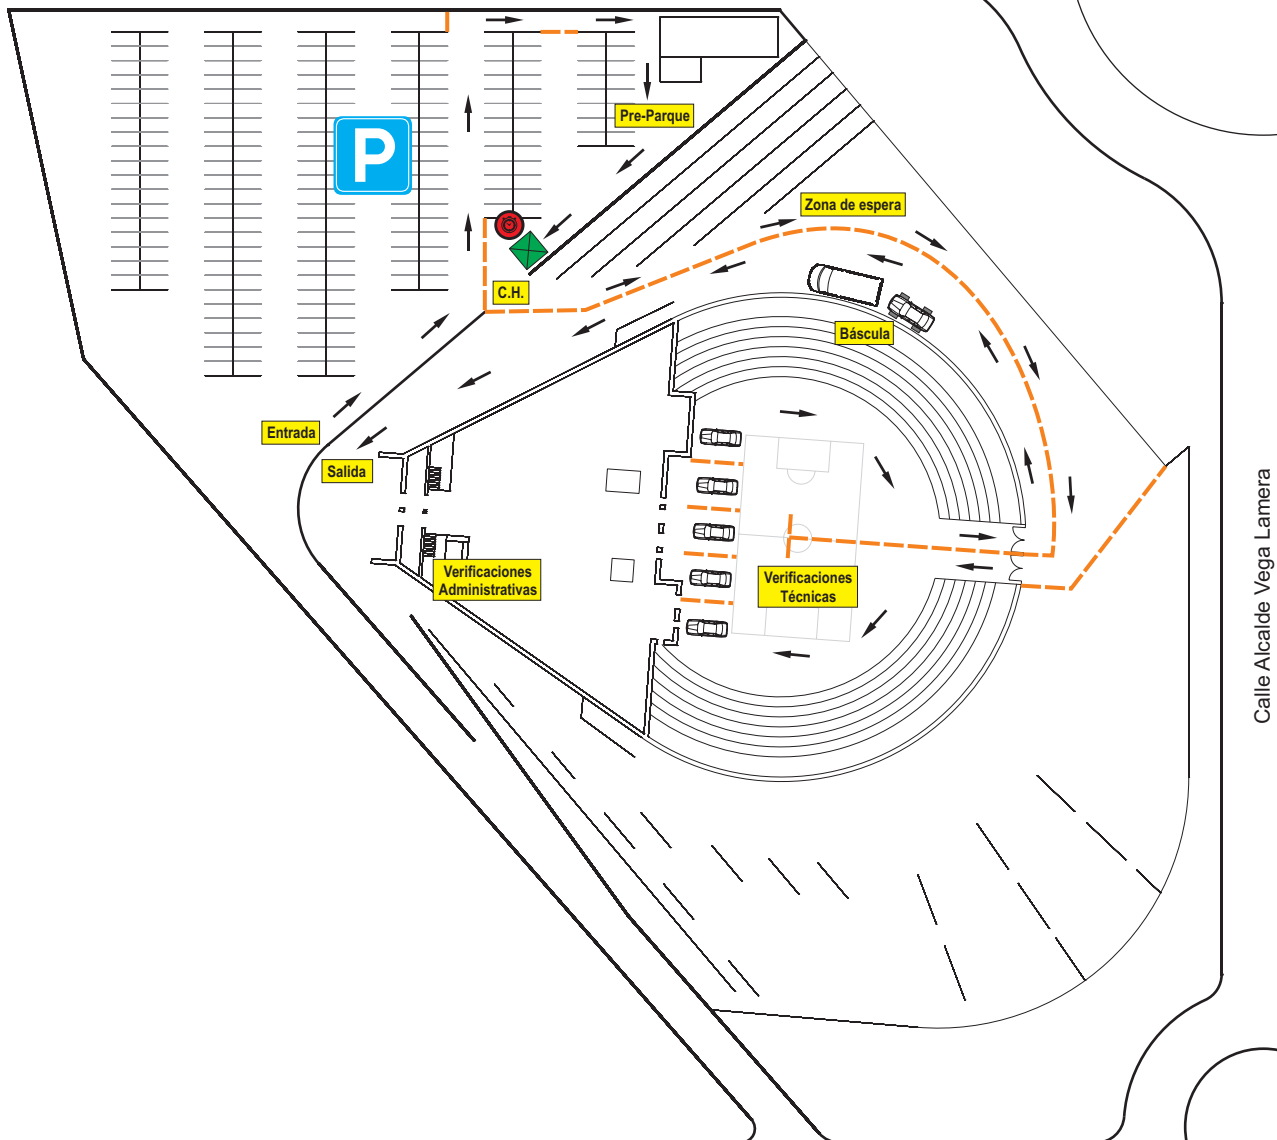 Pre-Parque
P
Zona de espera
C.H.
Báscula
Entrada
Salida
Verificaciones
Administrativas
Verificaciones
Técnicas
Calle Alcalde Vega Lamera